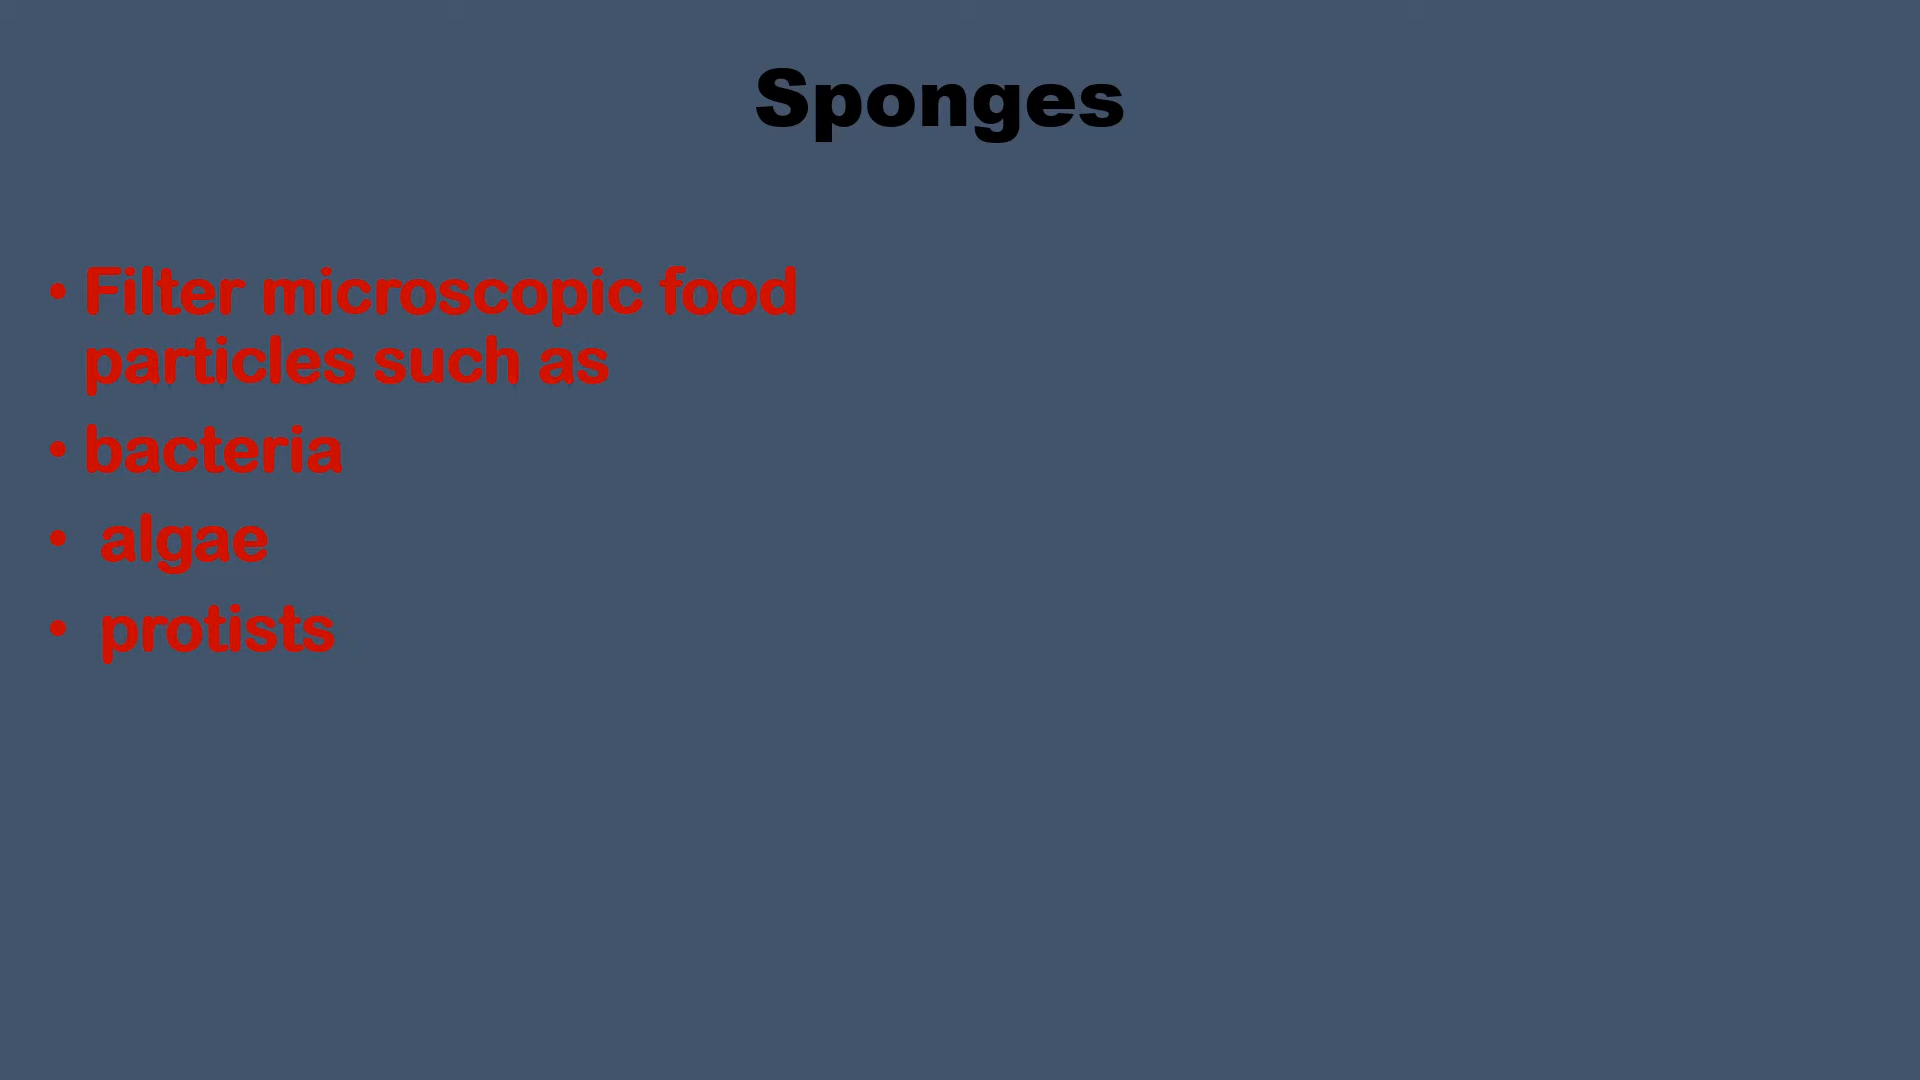 Sponges
• Filter microscopic food
particles such as
• bacteria
• algae
• protists